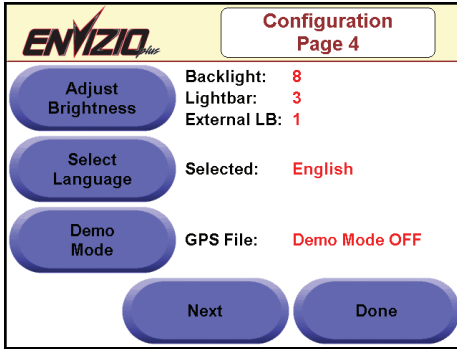 ENVIZIO plus
Configuration
Page 4
Adjust
Brightness
Backlight: 8
Lightbar: 3
External LB: 1
Select
Language
Selected: English
Demo
Mode
GPS File: Demo Mode OFF
Next
Done